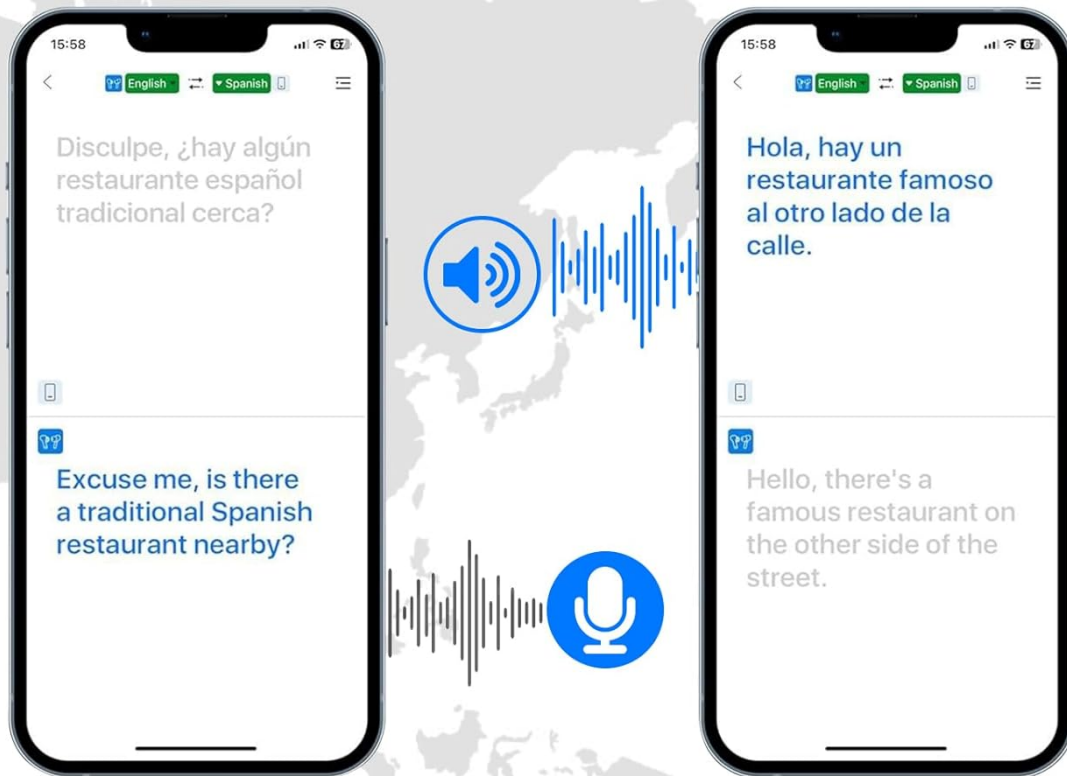 15:58
67
English
Spanish
Disculpe, ¿hay algún
restaurante español
tradicional cerca?
Excuse me, is there
a traditional Spanish
restaurant nearby?
15:58
67
English
Spanish
Hola, hay un
restaurante famoso
al otro lado de la
calle.
Hello, there's a
famous restaurant on
the other side of the
street.